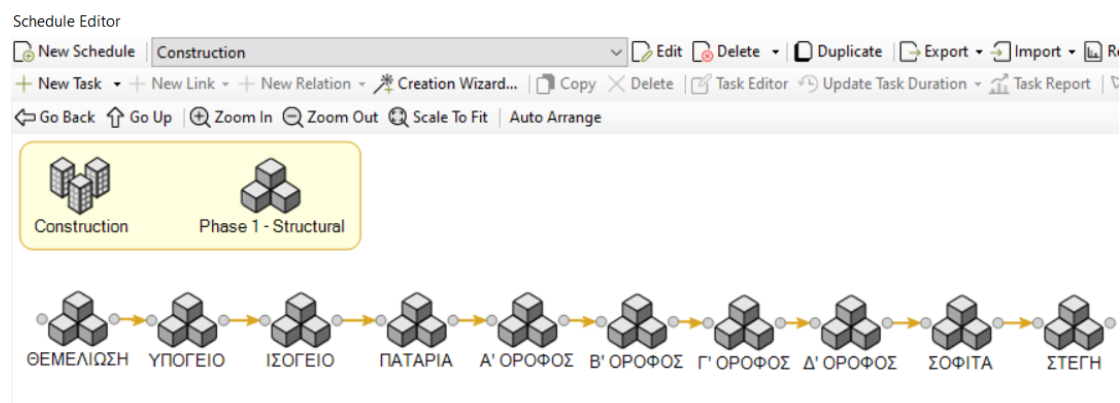 Schedule Editor
New Schedule Construction Edit Delete Duplicate Export Import
New Task New Link New Relation Creation Wizard... Copy Delete Task Editor Update Task Duration Task Report
Go Back Go Up Zoom In Zoom Out Scale To Fit Auto Arrange
Construction Phase 1 - Structural
ΘΕΜΕΛΙΩΣΗ ΥΠΟΓΕΙΟ ΙΣΟΓΕΙΟ ΠΑΤΑΡΙΑ Α' ΟΡΟΦΟΣ Β' ΟΡΟΦΟΣ Γ' ΟΡΟΦΟΣ Δ' ΟΡΟΦΟΣ ΣΟΦΙΤΑ ΣΤΕΓΗ